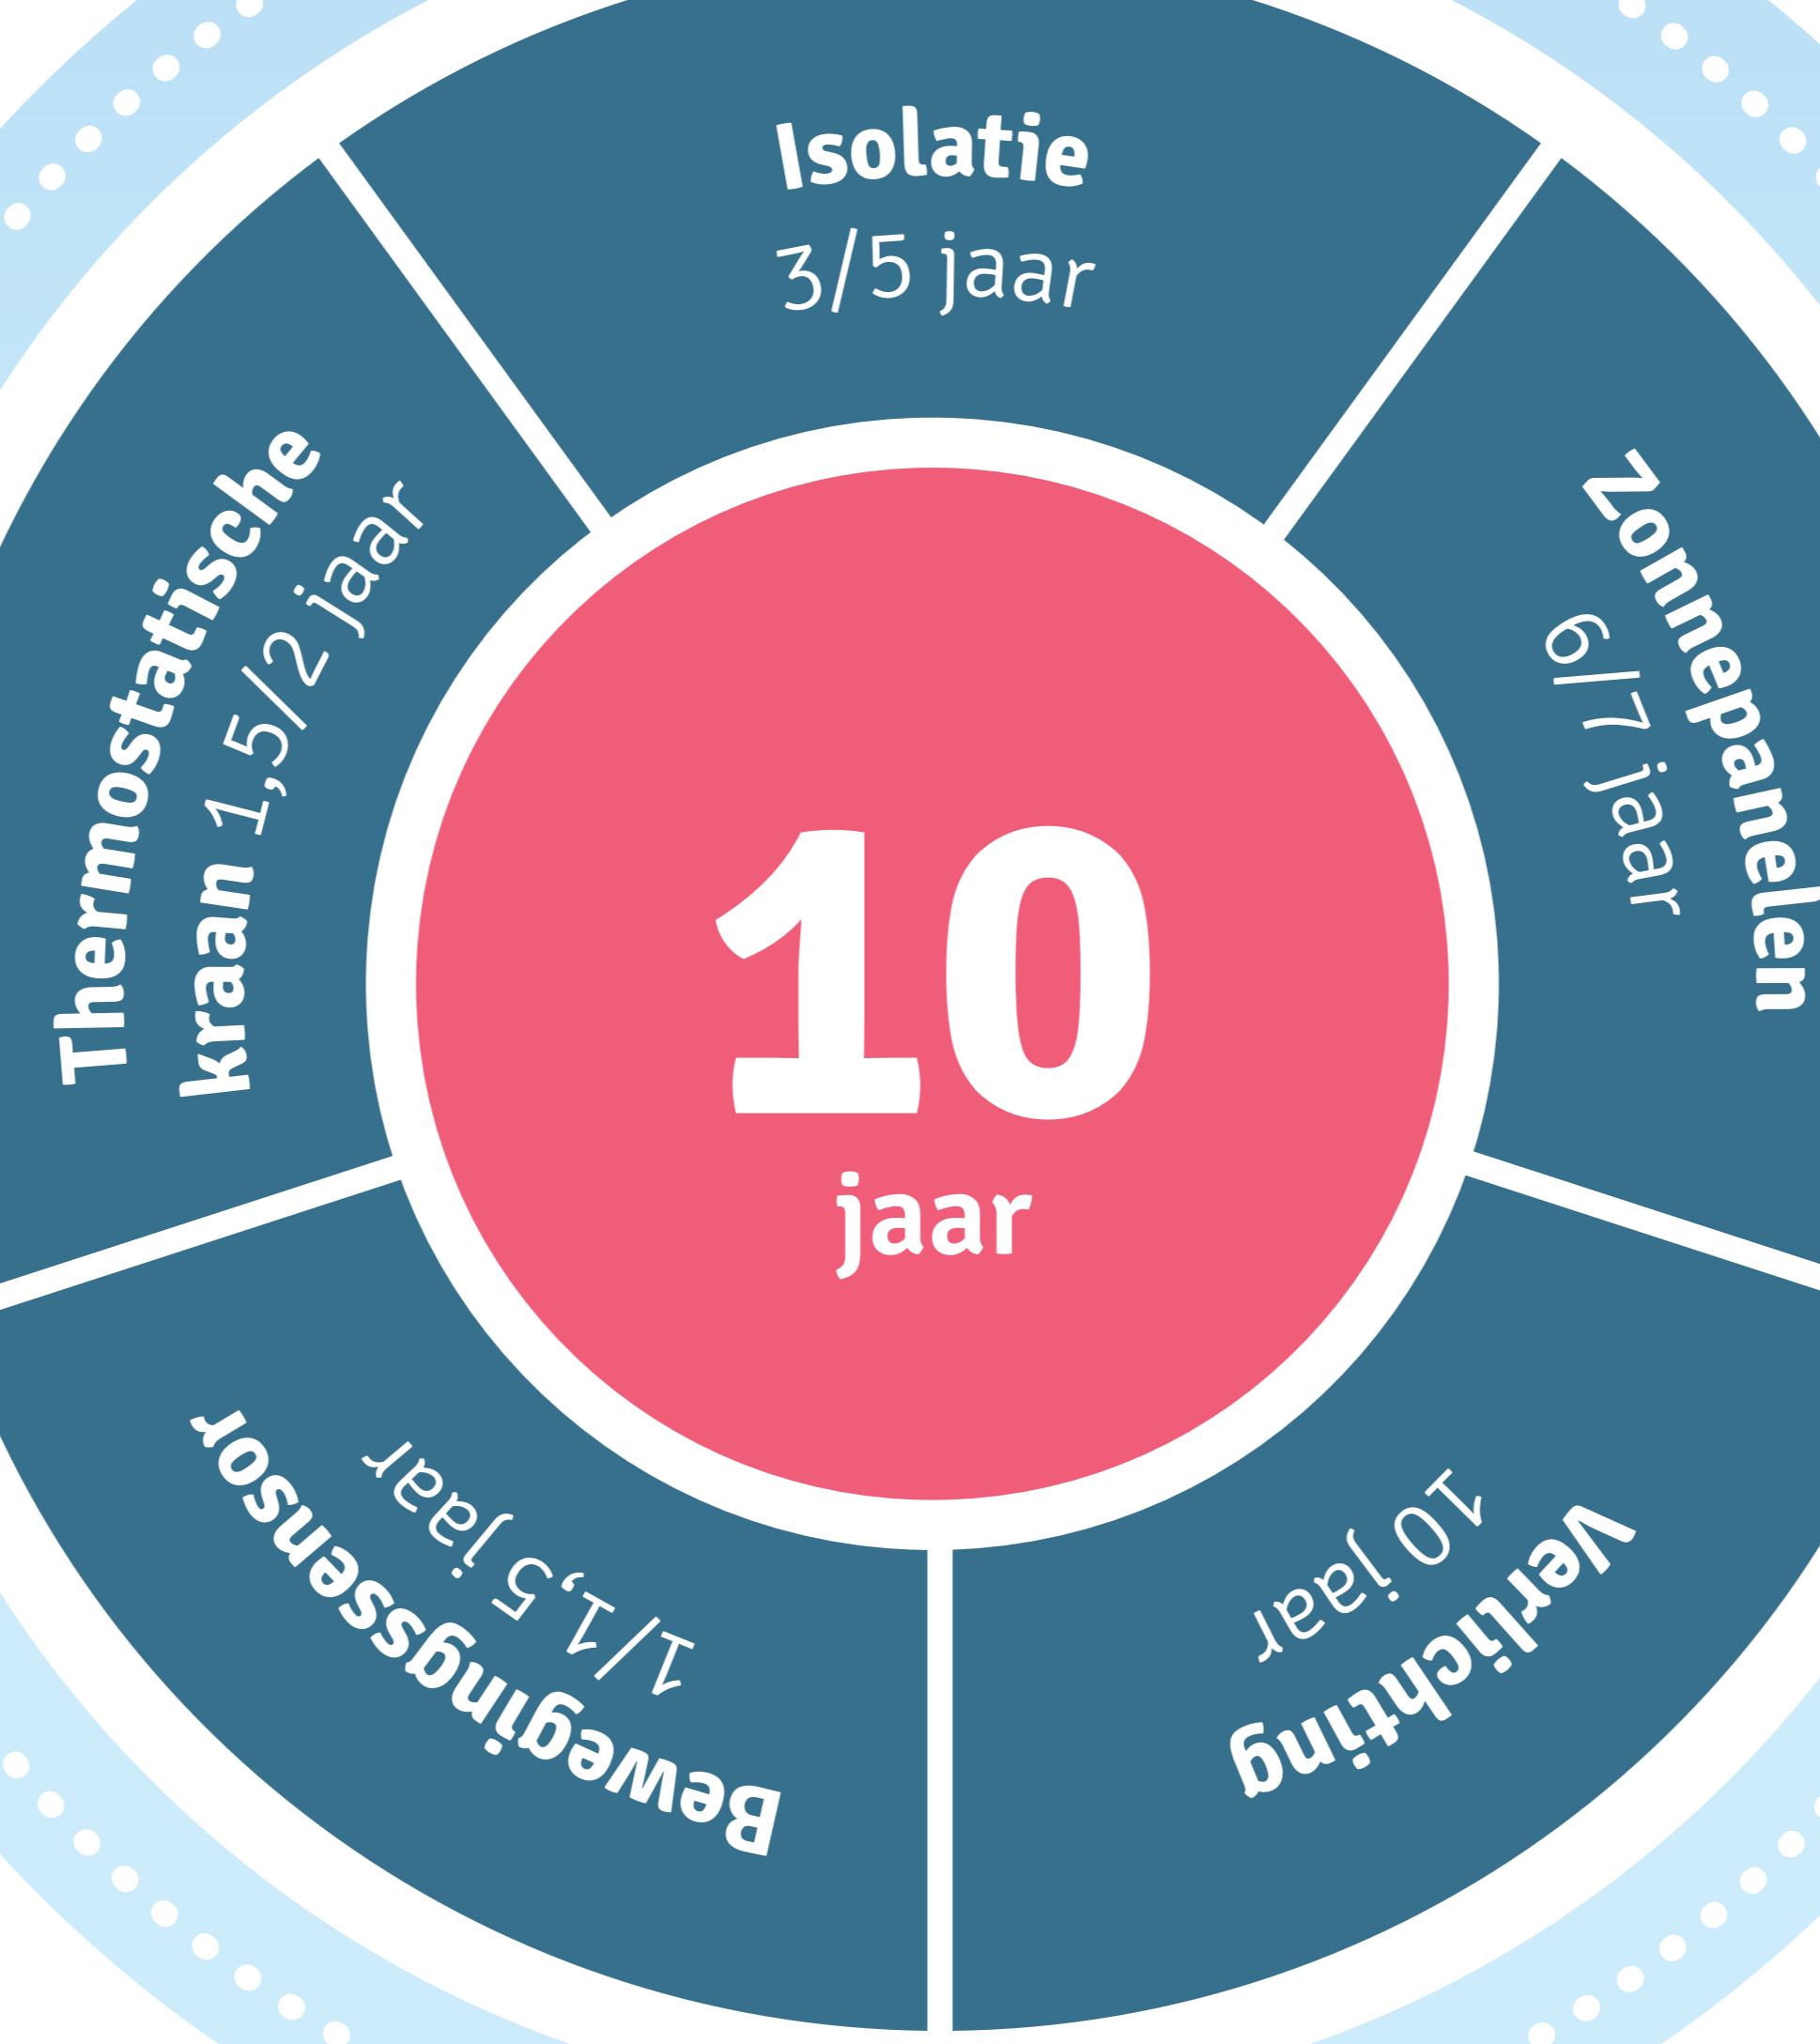 Isolatie
3/5 jaar
Zonnepanelen
6/7 jaar
Verlichting
10 jaar
Bewegingssensor
1/1,5 jaar
Thermostatische
kraan 1,5/2 jaar
10
jaar